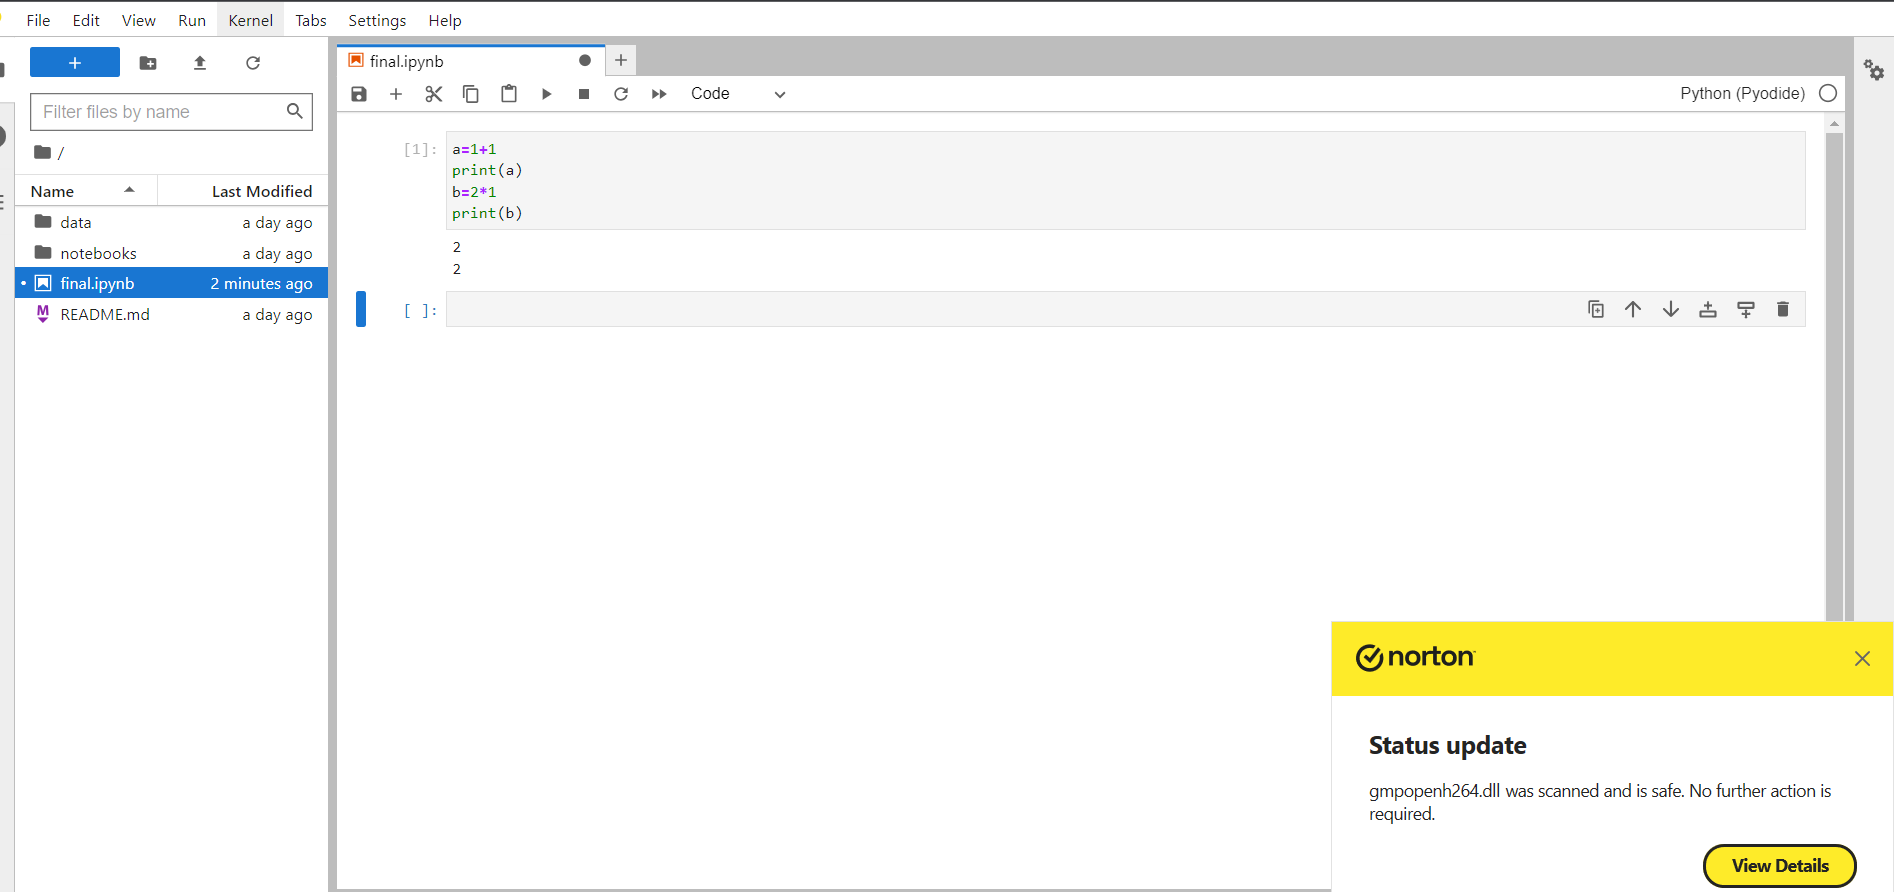 File Edit View Run Kernel Tabs Settings Help
+
Filter files by name
/
Name Last Modified
data a day ago
notebooks a day ago
final.ipynb 2 minutes ago
README.md a day ago
final.ipynb
Code
Python (Pyodide)
[1]:
a=1+1
print(a)
b=2*1
print(b)
2
2
[ ]:
norton
Status update
gmpopenh264.dll was scanned and is safe. No further action is
required.
View Details